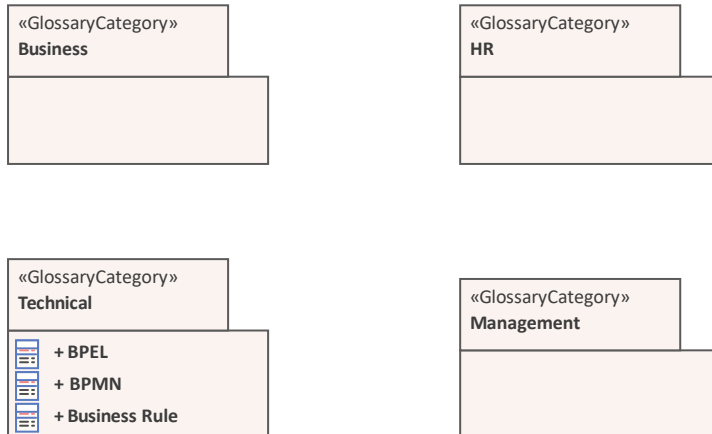 «GlossaryCategory»
Business
«GlossaryCategory»
HR
«GlossaryCategory»
Technical
+ BPEL
+ BPMN
+ Business Rule
«GlossaryCategory»
Management